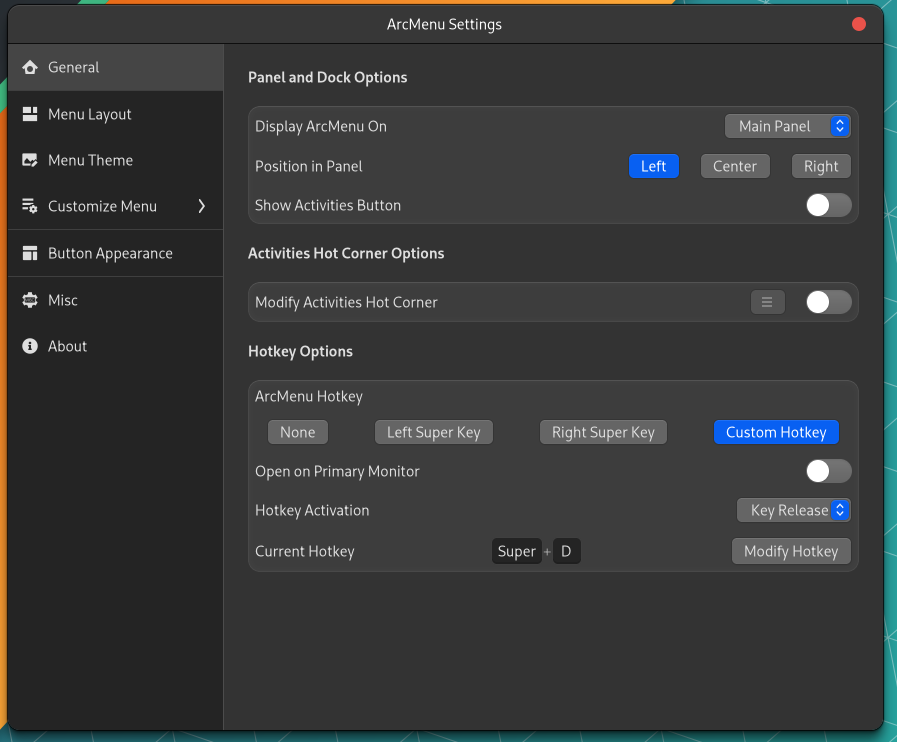 ArcMenu Settings
General
Menu Layout
Menu Theme
Customize Menu
Button Appearance
Misc
About
Panel and Dock Options
Display ArcMenu On Main Panel
Position in Panel Left Center Right
Show Activities Button
Activities Hot Corner Options
Modify Activities Hot Corner
Hotkey Options
ArcMenu Hotkey
None Left Super Key Right Super Key Custom Hotkey
Open on Primary Monitor
Hotkey Activation Key Release
Current Hotkey Super + D Modify Hotkey